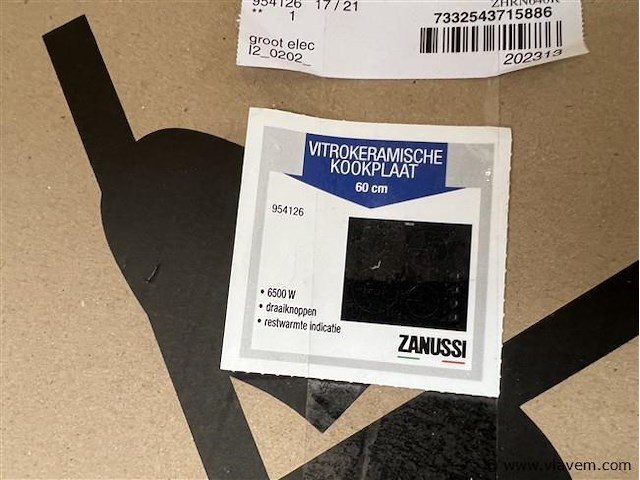 954126 17 / 21
** 1
groot elec
I2_0202_
ZHRN640K
7332543715886
202313
VITROKERAMISCHE
KOOKPLAAT
60 cm
954126
• 6500 W
• draaiknoppen
• restwarmte indicatie
ZANUSSI
© www.vlavem.com